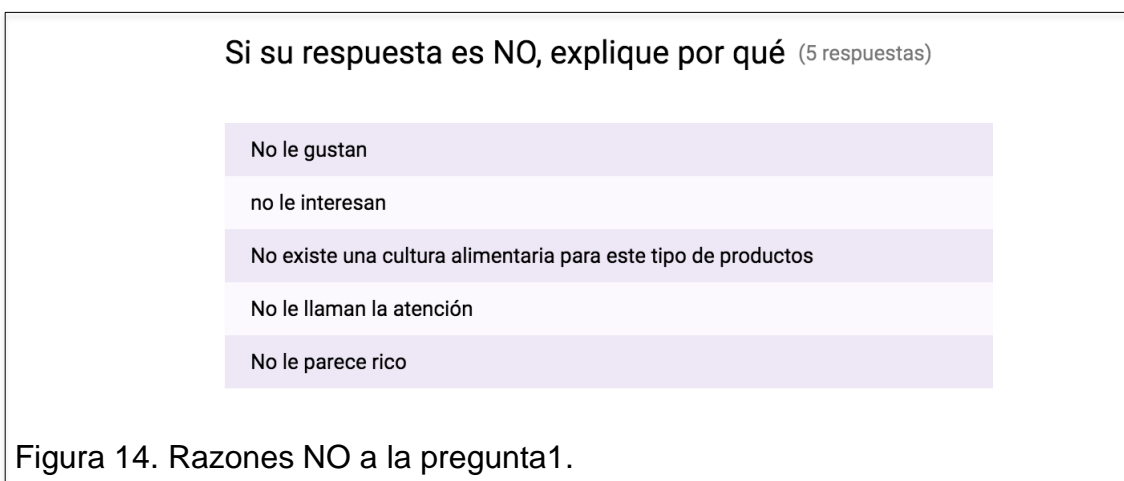 Si su respuesta es NO, explique por qué (5 respuestas)
No le gustan
no le interesan
No existe una cultura alimentaria para este tipo de productos
No le llaman la atención
No le parece rico
Figura 14. Razones NO a la pregunta1.